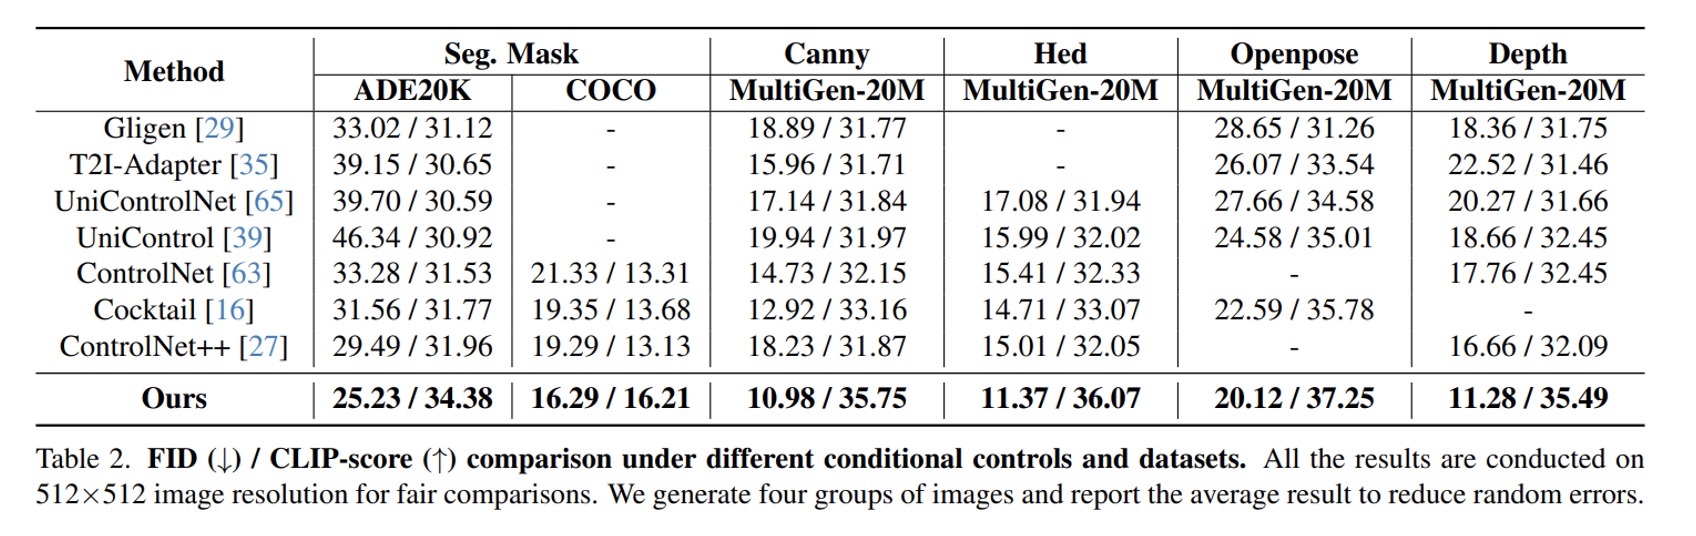 Method Seg. Mask Canny Hed Openpose Depth
ADE20K COCO MultiGen-20M MultiGen-20M MultiGen-20M MultiGen-20M
Gligen [29] 33.02 / 31.12 - 18.89 / 31.77 - 28.65 / 31.26 18.36 / 31.75
T2I-Adapter [35] 39.15 / 30.65 - 15.96 / 31.71 - 26.07 / 33.54 22.52 / 31.46
UniControlNet [65] 39.70 / 30.59 - 17.14 / 31.84 17.08 / 31.94 27.66 / 34.58 20.27 / 31.66
UniControl [39] 46.34 / 30.92 - 19.94 / 31.97 15.99 / 32.02 24.58 / 35.01 18.66 / 32.45
ControlNet [63] 33.28 / 31.53 21.33 / 13.31 14.73 / 32.15 15.41 / 32.33 - 17.76 / 32.45
Cocktail [16] 31.56 / 31.77 19.35 / 13.68 12.92 / 33.16 14.71 / 33.07 22.59 / 35.78 -
ControlNet++ [27] 29.49 / 31.96 19.29 / 13.13 18.23 / 31.87 15.01 / 32.05 - 16.66 / 32.09
Ours 25.23 / 34.38 16.29 / 16.21 10.98 / 35.75 11.37 / 36.07 20.12 / 37.25 11.28 / 35.49
Table 2. FID (↓) / CLIP-score (↑) comparison under different conditional controls and datasets. All the results are conducted on
512×512 image resolution for fair comparisons. We generate four groups of images and report the average result to reduce random errors.